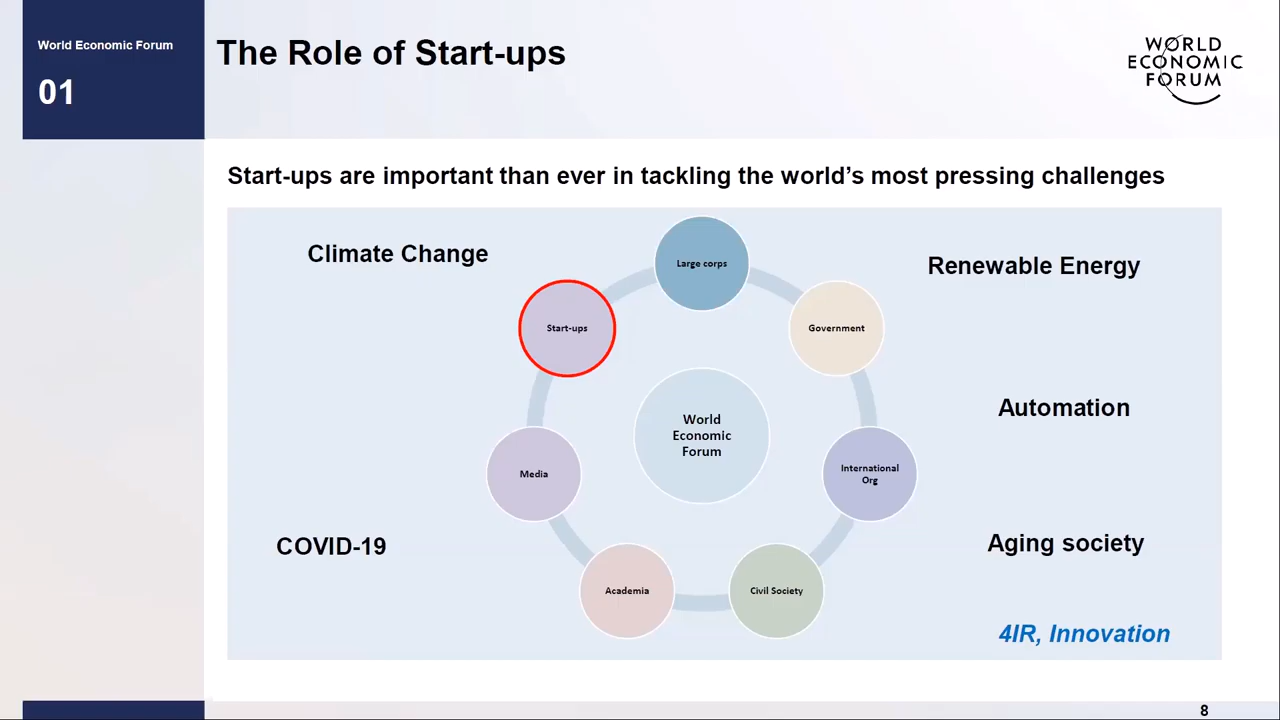 World Economic Forum
01
The Role of Start-ups
WORLD
ECONOMIC
FORUM
Start-ups are important than ever in tackling the world's most pressing challenges
Climate Change
Large corps
Renewable Energy
Start-ups
Government
World
Economic
Forum
Automation
Media
International
Org
COVID-19
Aging society
Academia
Civil Society
4IR, Innovation
8